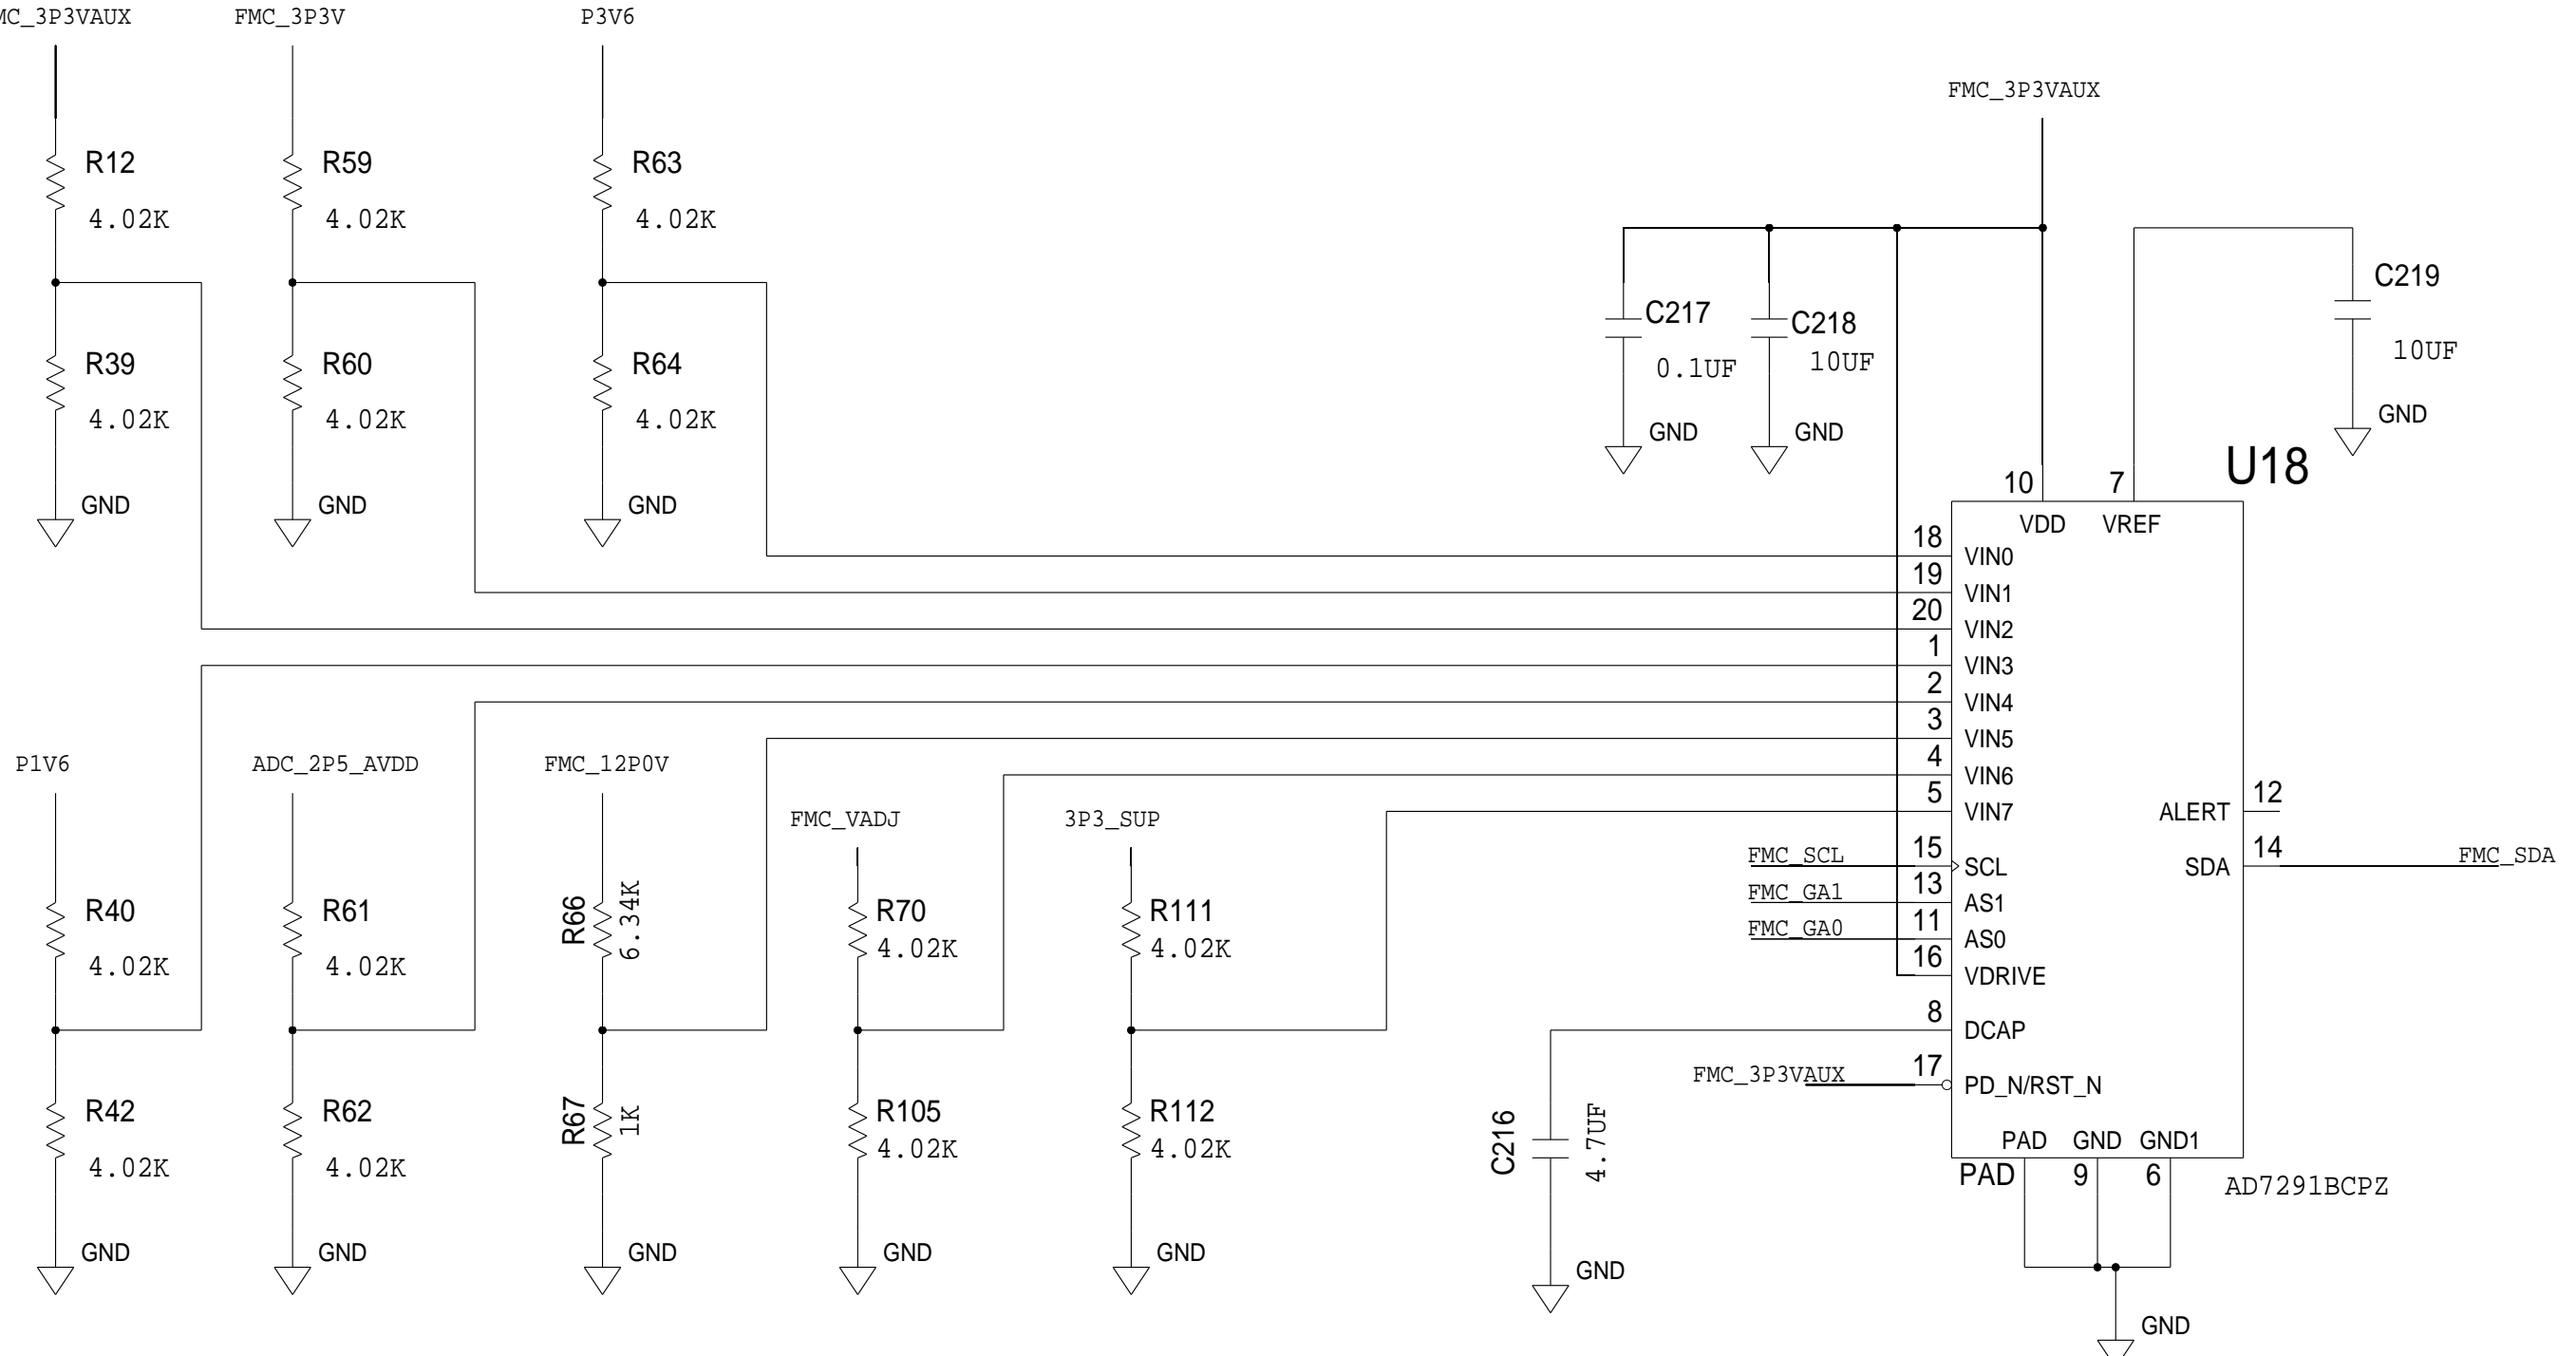 MC_3P3VAUX
FMC_3P3V
P3V6
FMC_3P3VAUX
R12
4.02K
R59
4.02K
R63
4.02K
R39
4.02K
GND
R60
4.02K
GND
R64
4.02K
GND
C217
0.1UF
GND
C218
10UF
GND
C219
10UF
GND
U18
10
7
VDD
VREF
18
VIN0
19
VIN1
20
VIN2
1
VIN3
2
VIN4
3
VIN5
4
VIN6
5
VIN7
12
ALERT
FMC_SCL
15
SCL
14
SDA
FMC_SDA
FMC_GA1
13
AS1
FMC_GA0
11
AS0
16
VDRIVE
8
DCAP
FMC_3P3VAUX
17
PD_N/RST_N
PAD
GND
GND1
PAD
9
6
AD7291BCPZ
GND
P1V6
ADC_2P5_AVDD
FMC_12P0V
FMC_VADJ
3P3_SUP
R40
4.02K
R61
4.02K
R66
6.34K
R70
4.02K
R111
4.02K
R42
4.02K
GND
R62
4.02K
GND
R67
1K
GND
R105
4.02K
GND
R112
4.02K
GND
C216
4.7UF
GND